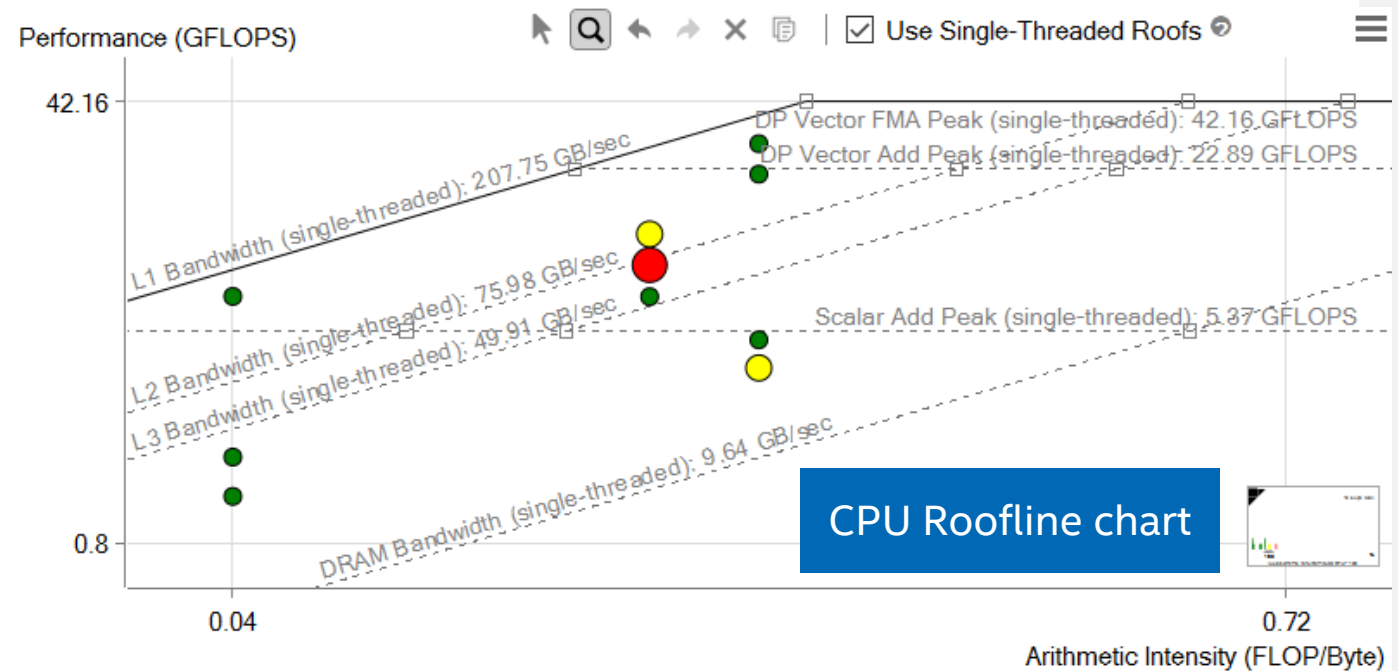 Performance (GFLOPS)
Use Single-Threaded Roofs
42.16
DP Vector FMA Peak (single-threaded): 42.16 GFLOPS
DP Vector Add Peak (single-threaded): 22.89 GFLOPS
L1 Bandwidth (single-threaded): 207.75 GB/sec
L2 Bandwidth (single-threaded): 75.98 GB/sec
L3 Bandwidth (single-threaded): 49.91 GB/sec
Scalar Add Peak (single-threaded): 5.37 GFLOPS
DRAM Bandwidth (single-threaded): 9.64 GB/sec
CPU Roofline chart
0.8
0.04
0.72
Arithmetic Intensity (FLOP/Byte)